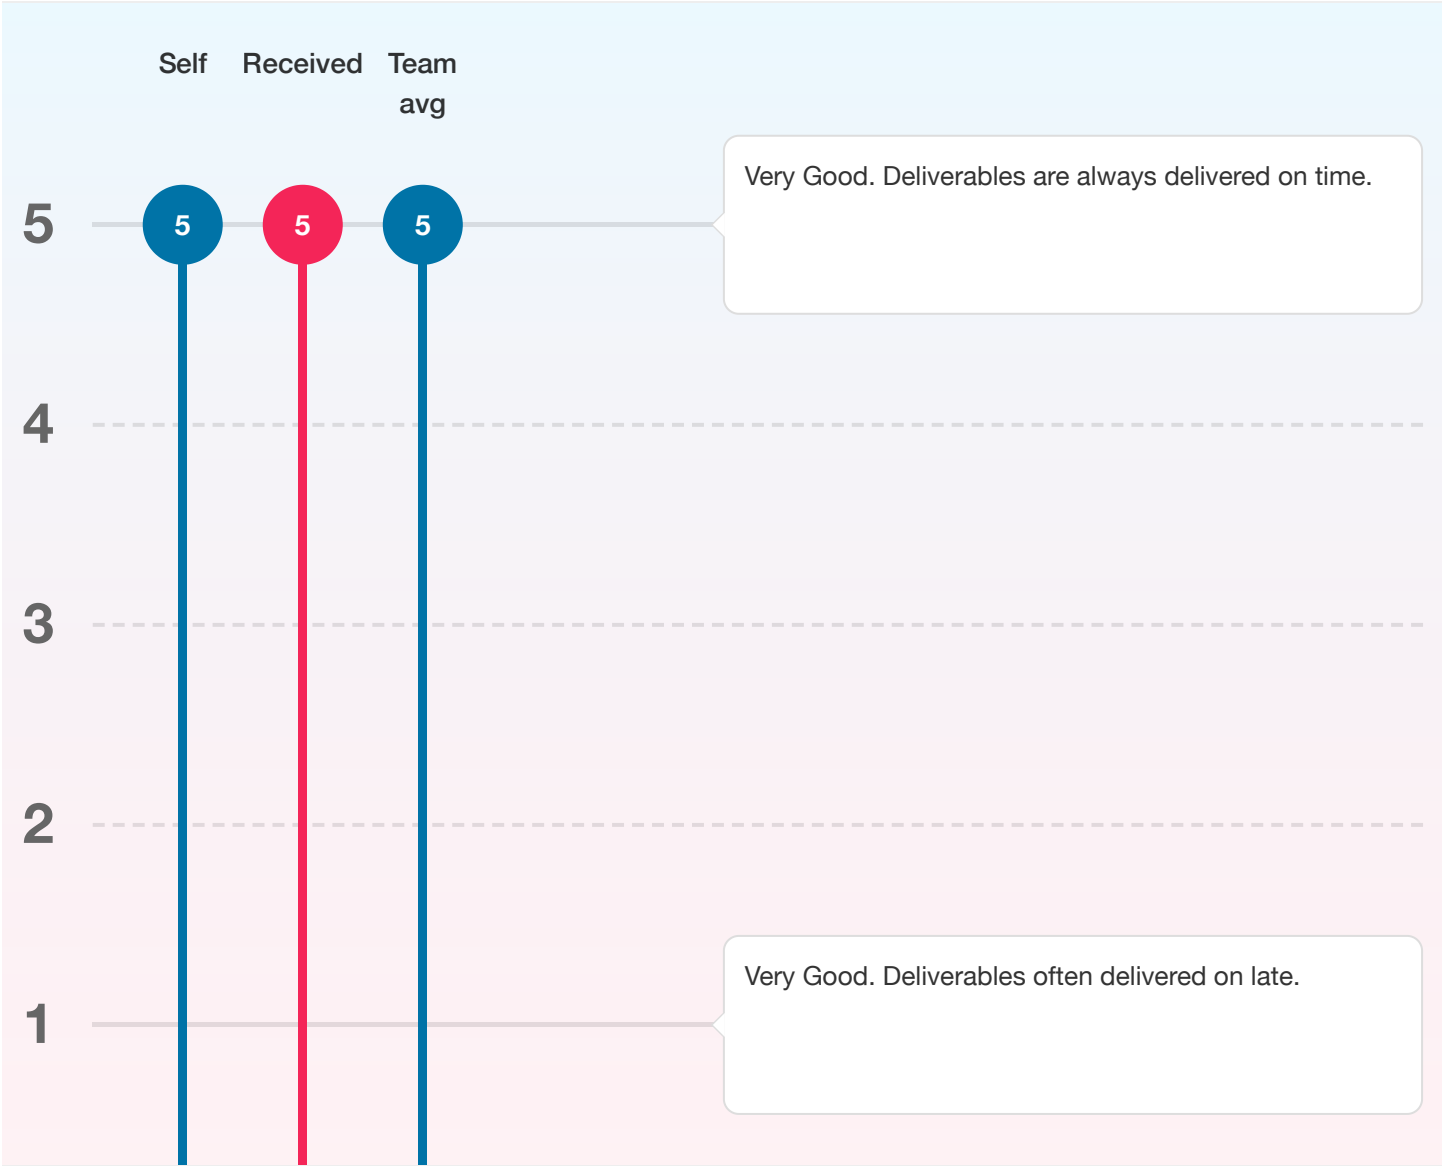 Self Received Team
avg
Very Good. Deliverables are always delivered on time.
5 5 5 5
4
3
2
Very Good. Deliverables often delivered on late.
1